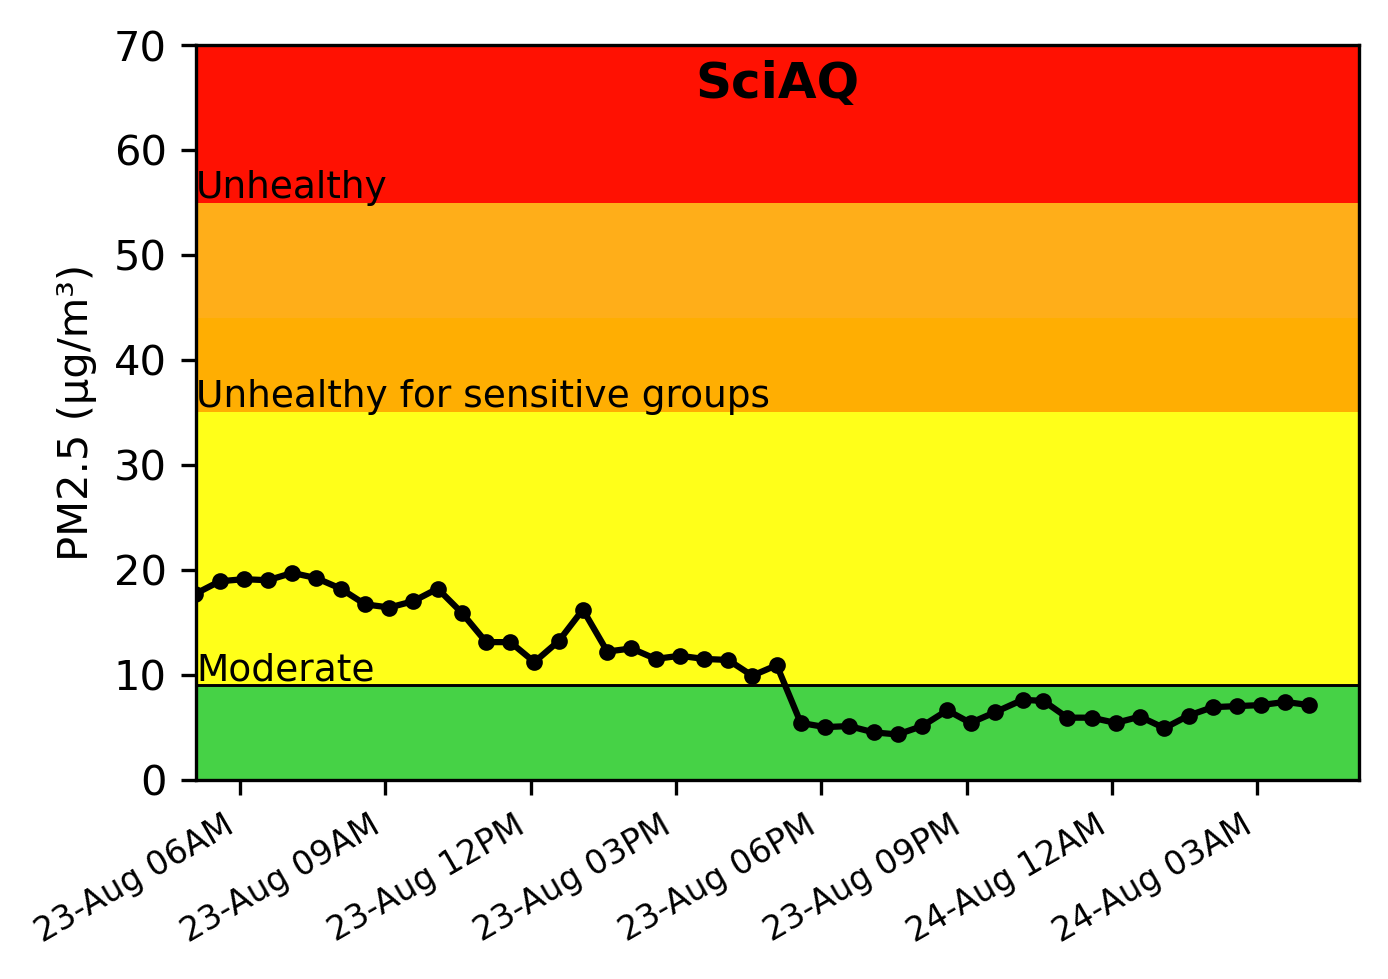 SciAQ
PM2.5 (µg/m³)
70
60
50
40
30
20
10
0
Unhealthy
Unhealthy for sensitive groups
Moderate
23-Aug 06AM
23-Aug 09AM
23-Aug 12PM
23-Aug 03PM
23-Aug 06PM
23-Aug 09PM
24-Aug 12AM
24-Aug 03AM